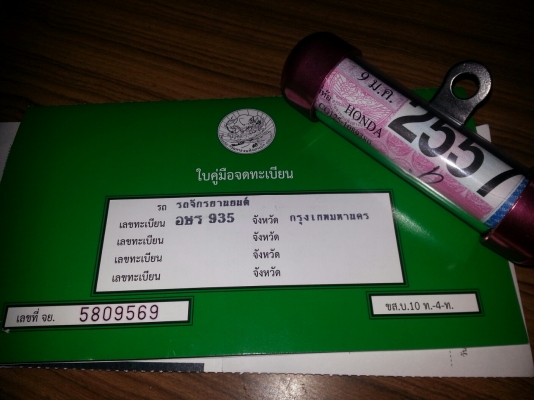 ใบคู่มือจดทะเบียน
รถ รถจักรยานยนต์
เลขทะเบียน อษร 935 จังหวัด กรุงเทพมหานคร
เลขทะเบียน จังหวัด
เลขทะเบียน จังหวัด
เลขทะเบียน จังหวัด
เลขที่ จย. 5809569
ขส.บ.10 ท.-4-ท.
9 ม.ค.
HONDA
2557